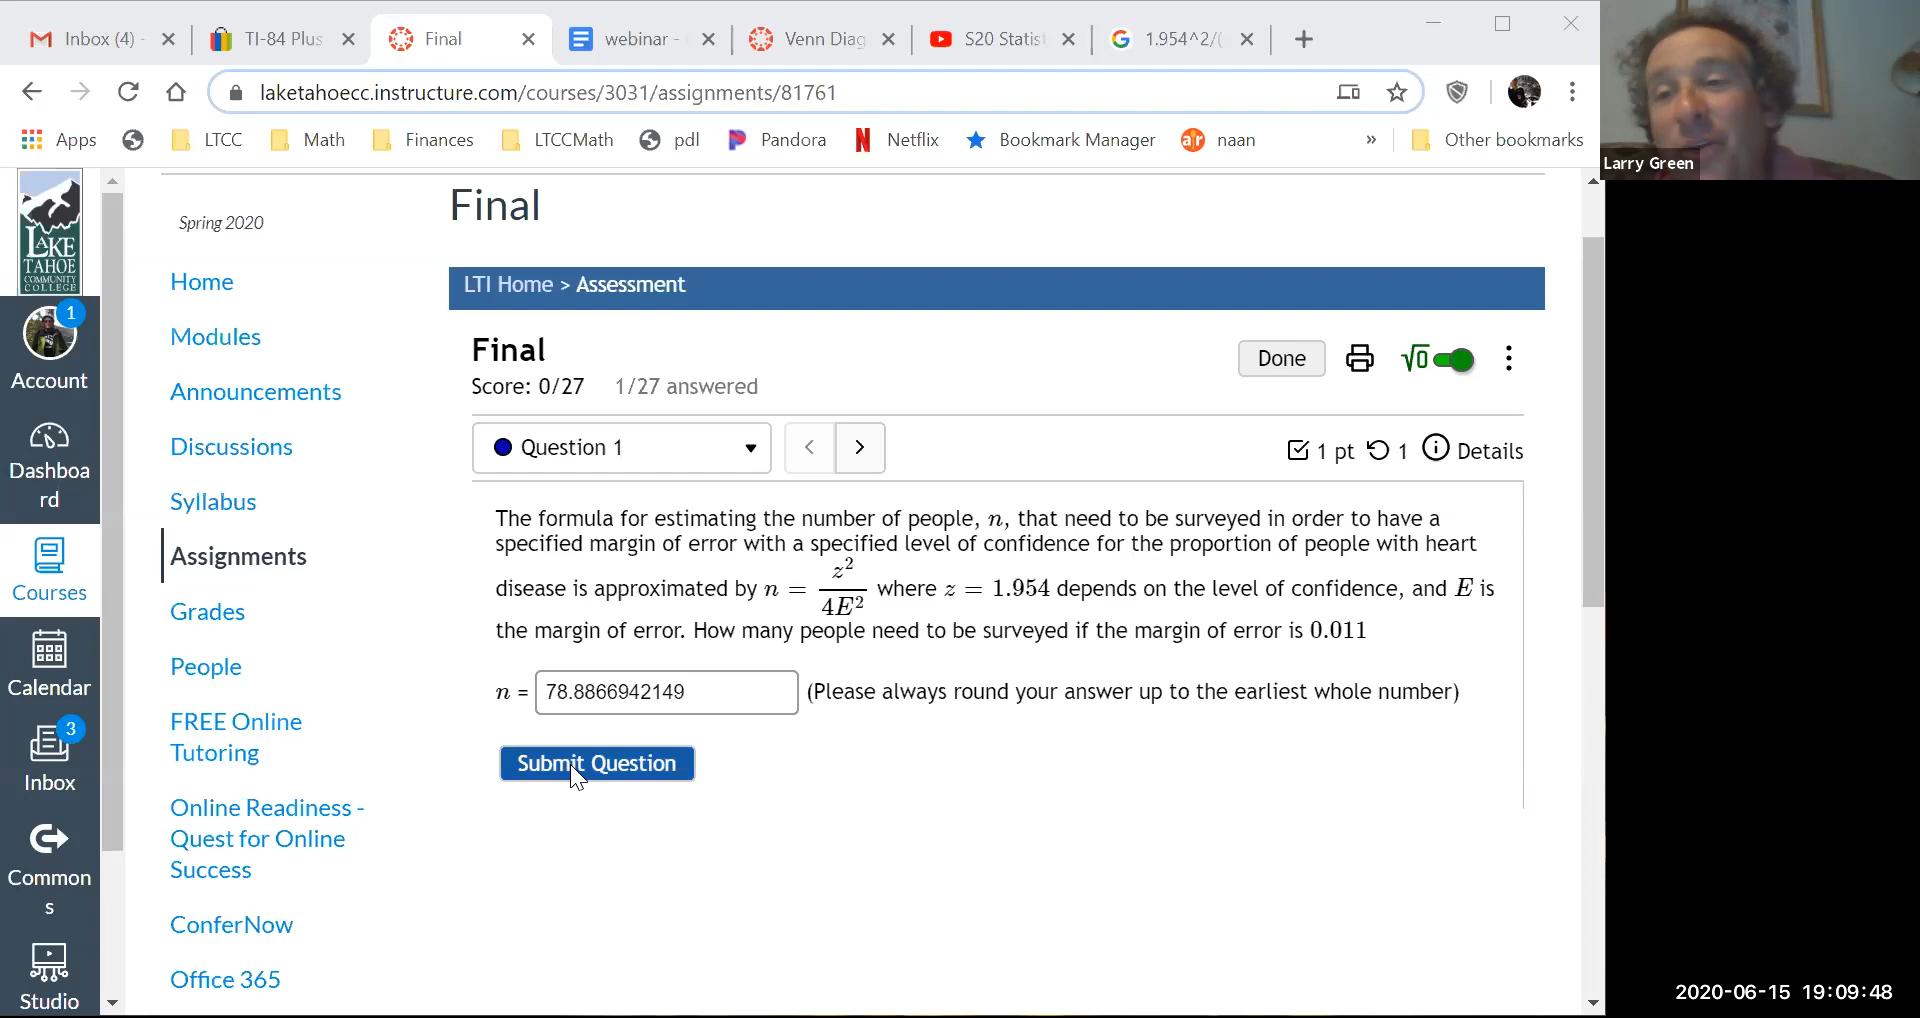 Inbox (4) -
TI-84 Plus
Final
webinar -
Venn Diag
S20 Statist
1.954^2/(
laketahoecc.instructure.com/courses/3031/assignments/81761
Apps
LTCC
Math
Finances
LTCCMath
pdl
Pandora
Netflix
Bookmark Manager
naan
»
Other bookmarks
Larry Green
LAKE
TAHOE
COMMUNITY
COLLEGE
1
Account
Dashboa
rd
Courses
Calendar
3
Inbox
Common
s
Studio
Spring 2020
Home
Modules
Announcements
Discussions
Syllabus
Assignments
Grades
People
FREE Online
Tutoring
Online Readiness -
Quest for Online
Success
ConferNow
Office 365
Final
LTI Home > Assessment
Final
Score: 0/27 1/27 answered
Done
√0
Question 1
< >
1 pt 1 Details
The formula for estimating the number of people, n, that need to be surveyed in order to have a
specified margin of error with a specified level of confidence for the proportion of people with heart
disease is approximated by n = z²/4E² where z = 1.954 depends on the level of confidence, and E is
the margin of error. How many people need to be surveyed if the margin of error is 0.011
n = 78.8866942149 (Please always round your answer up to the earliest whole number)
Submit Question
2020-06-15 19:09:48